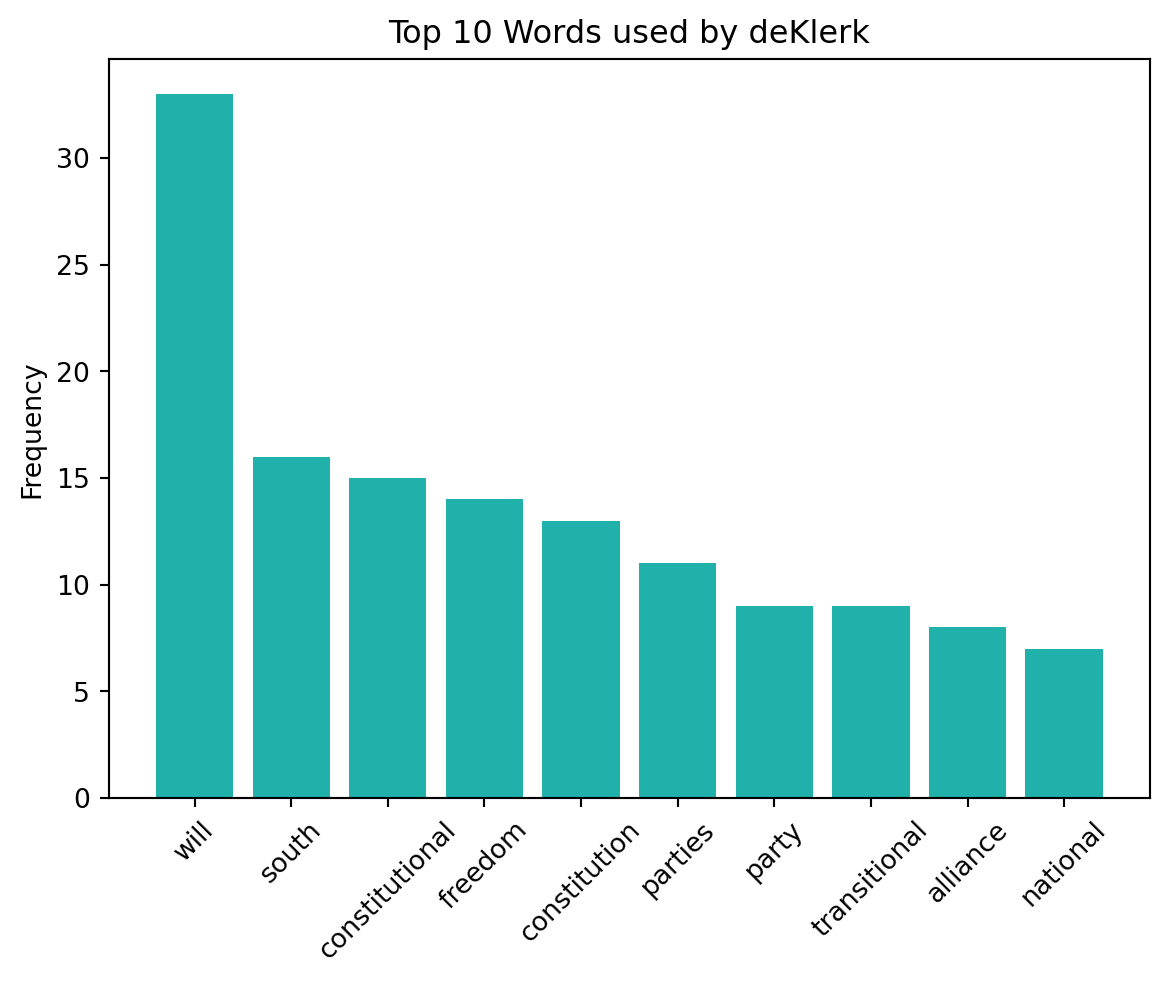 Top 10 Words used by deKlerk
Frequency
30
25
20
15
10
5
0
will
south
constitutional
freedom
constitution
parties
party
transitional
alliance
national